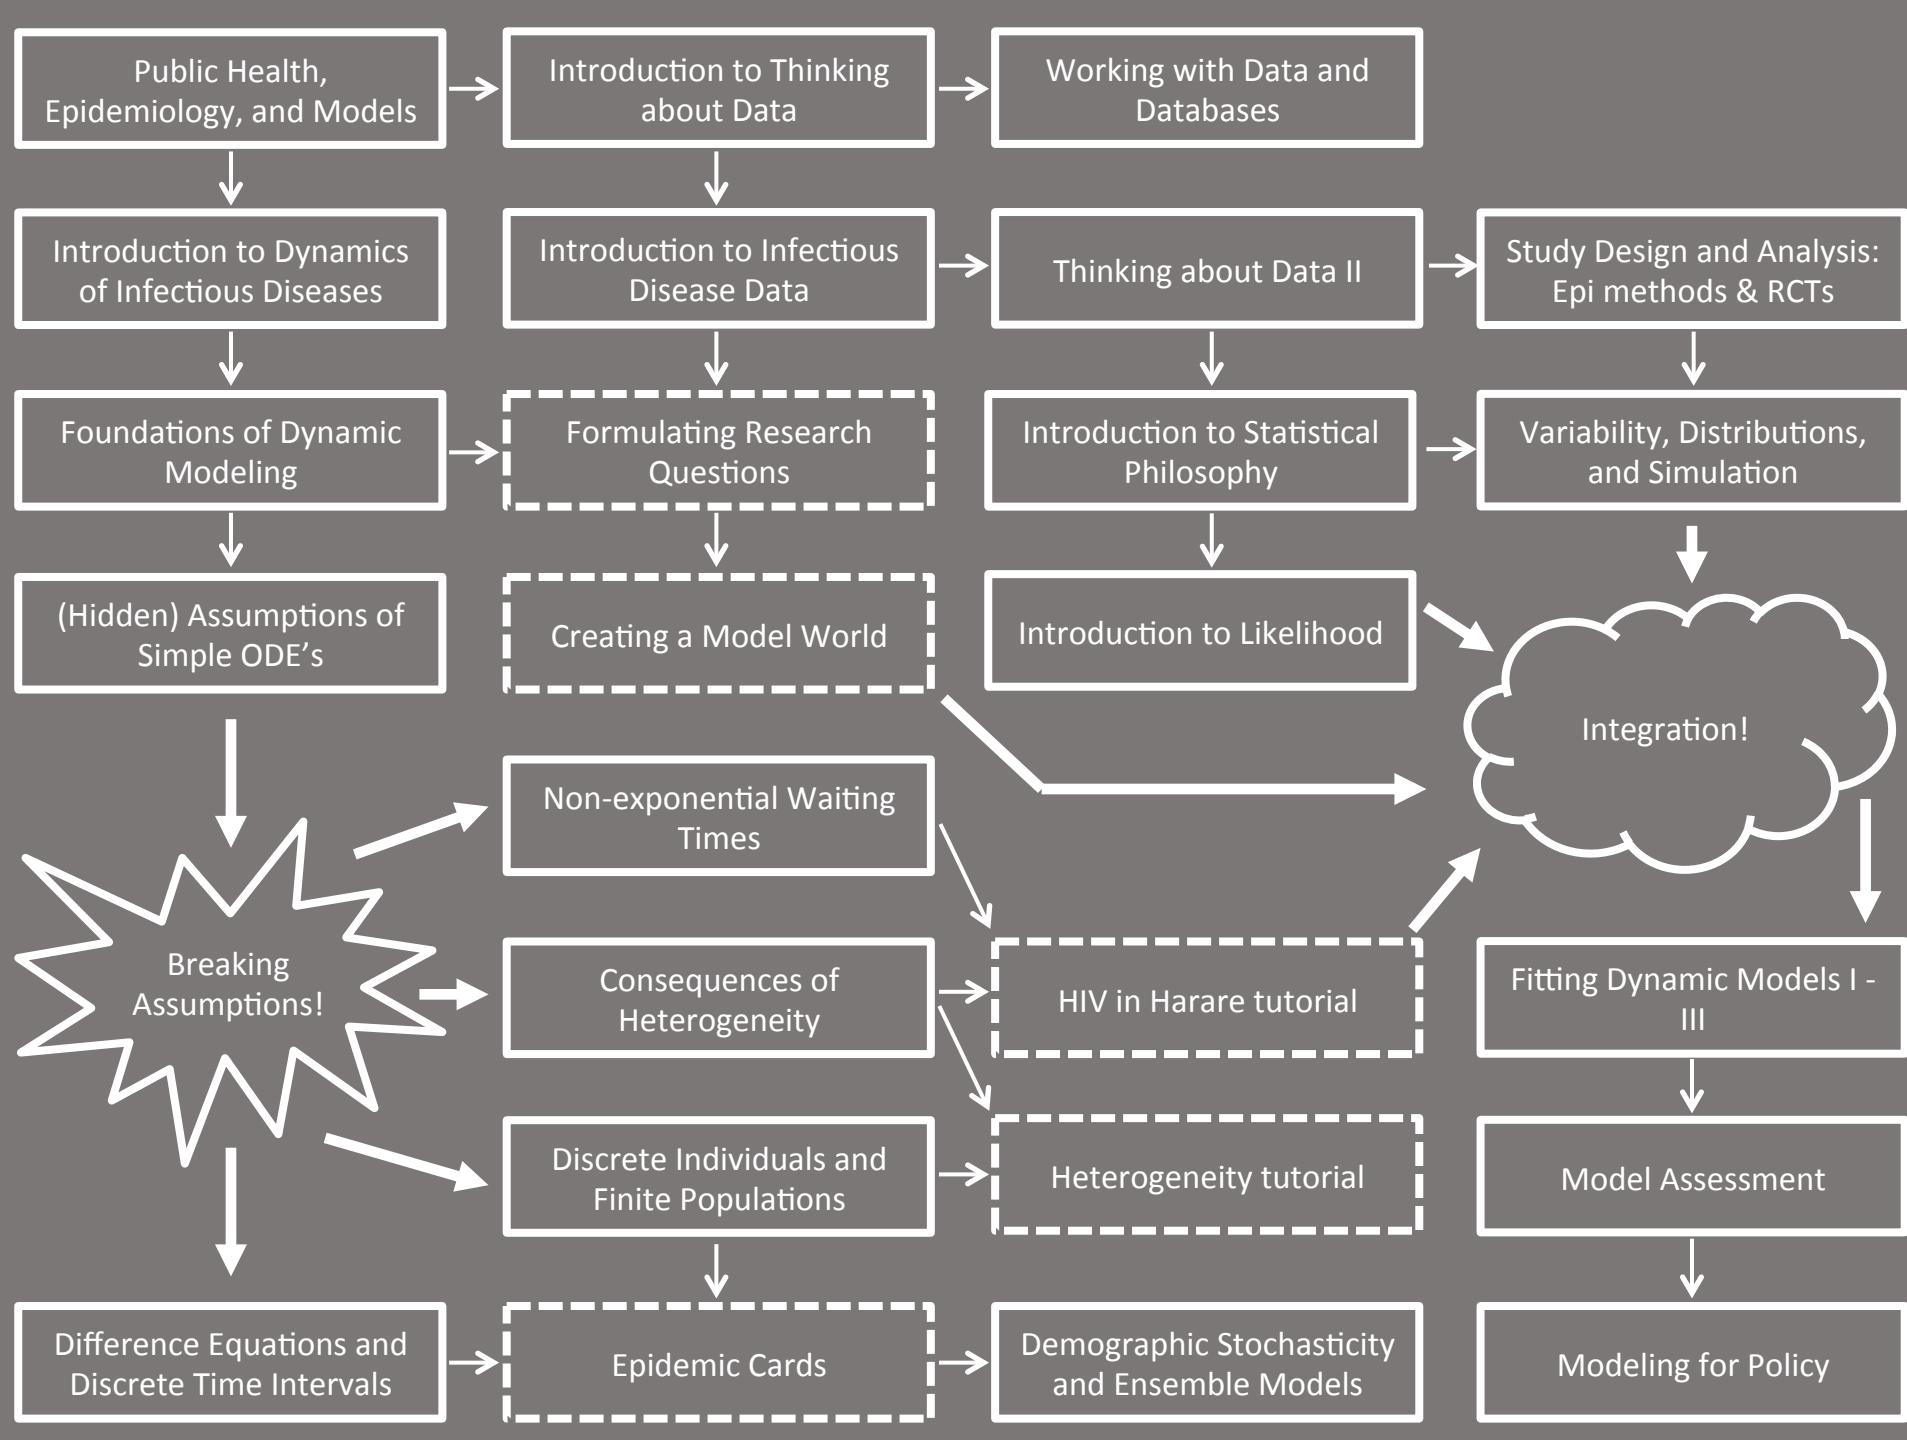 Public Health,
Epidemiology, and Models
Introduction to Thinking
about Data
Working with Data and
Databases
Introduction to Dynamics
of Infectious Diseases
Introduction to Infectious
Disease Data
Thinking about Data II
Study Design and Analysis:
Epi methods & RCTs
Foundations of Dynamic
Modeling
Formulating Research
Questions
Introduction to Statistical
Philosophy
Variability, Distributions,
and Simulation
(Hidden) Assumptions of
Simple ODE’s
Creating a Model World
Introduction to Likelihood
Integration!
Non-exponential Waiting
Times
Breaking
Assumptions!
Consequences of
Heterogeneity
HIV in Harare tutorial
Fitting Dynamic Models I -
III
Discrete Individuals and
Finite Populations
Heterogeneity tutorial
Model Assessment
Difference Equations and
Discrete Time Intervals
Epidemic Cards
Demographic Stochasticity
and Ensemble Models
Modeling for Policy